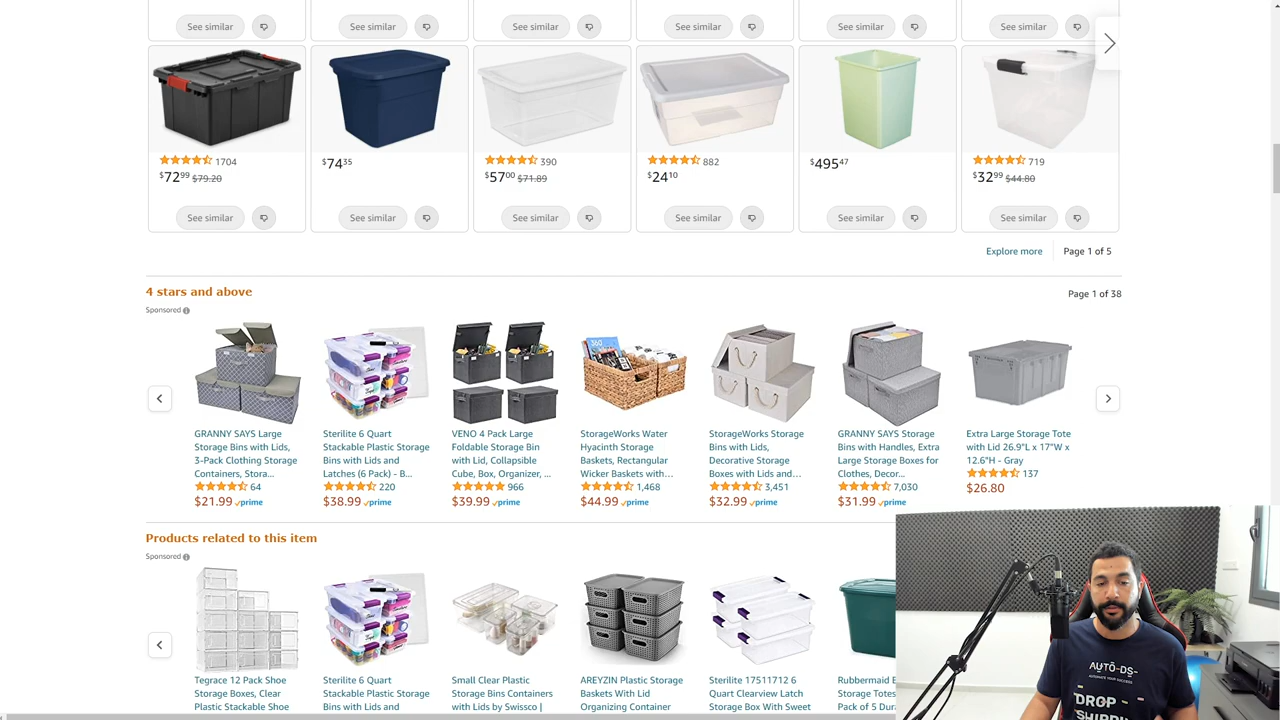 See similar
See similar
See similar
See similar
See similar
See similar
1704
$72.99 $79.20
$74.35
390
$57.00 $71.89
882
$24.10
$495.47
719
$32.99 $44.80
See similar
See similar
See similar
See similar
See similar
See similar
Explore more
Page 1 of 5
4 stars and above
Page 1 of 38
Sponsored
GRANNY SAYS Large
Storage Bins with Lids,
3-Pack Clothing Storage
Containers, Stora...
64
$21.99 prime
Sterilite 6 Quart
Stackable Plastic Storage
Bins with Lids and
Latches (6 Pack) - B...
220
$38.99 prime
VENO 4 Pack Large
Foldable Storage Bin
with Lid, Collapsible
Cube, Box, Organizer, ...
966
$39.99 prime
StorageWorks Water
Hyacinth Storage
Baskets, Rectangular
Wicker Baskets with...
1,468
$44.99 prime
StorageWorks Storage
Bins with Lids,
Decorative Storage
Boxes with Lids and...
3,451
$32.99 prime
GRANNY SAYS Storage
Bins with Handles, Extra
Large Storage Boxes for
Clothes, Decor...
7,030
$31.99 prime
Extra Large Storage Tote
with Lid 26.9"L x 17"W x
12.6"H - Gray
137
$26.80
Products related to this item
Sponsored
Tegrace 12 Pack Shoe
Storage Boxes, Clear
Plastic Stackable Shoe
Sterilite 6 Quart
Stackable Plastic Storage
Bins with Lids and
Small Clear Plastic
Storage Bins Containers
with Lids by Swissco |
AREYZIN Plastic Storage
Baskets With Lid
Organizing Container
Sterilite 17511712 6
Quart Clearview Latch
Storage Box With Sweet
Rubbermaid
Storage Totes
Pack of 5
AUTO-DS
AUTOMATE YOUR SUCCESS
DROP